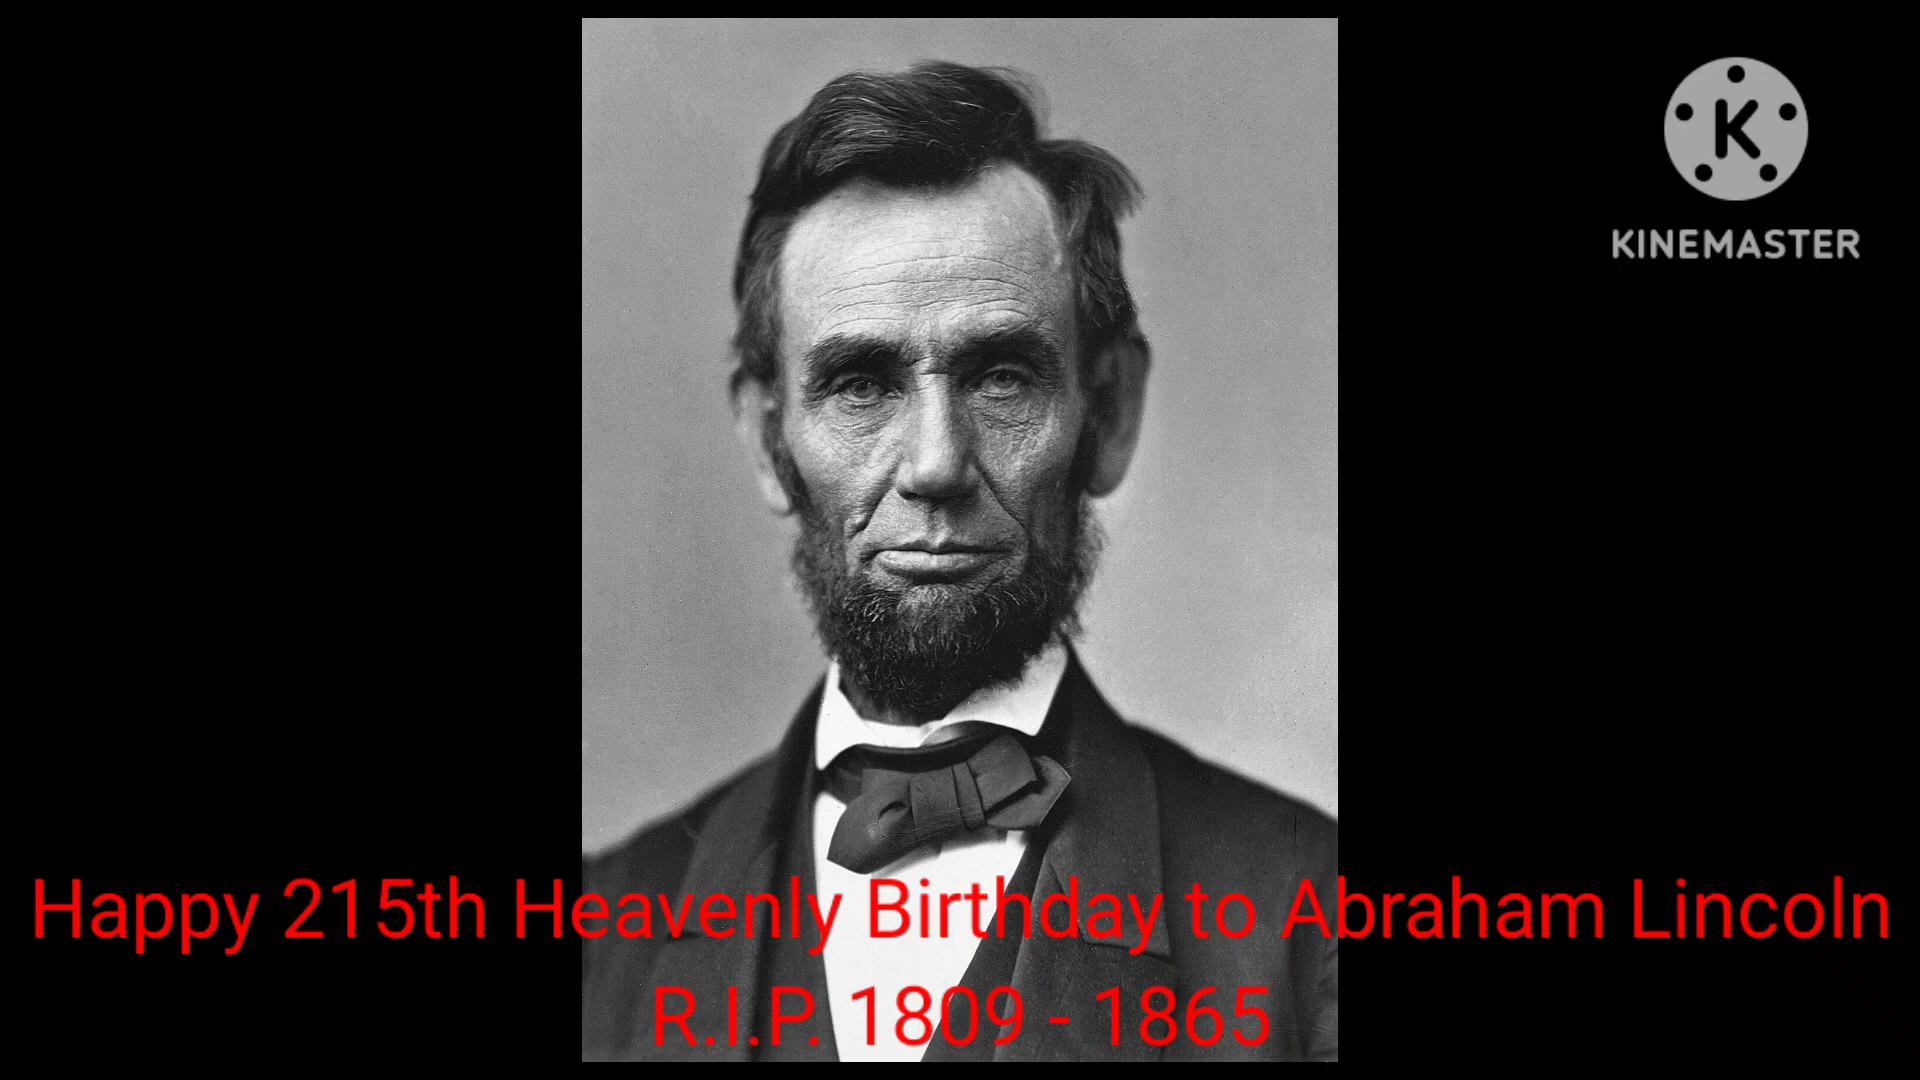 K
KINEMASTER
Happy 215th Heavenly Birthday to Abraham Lincoln
R.I.P. 1809 - 1865